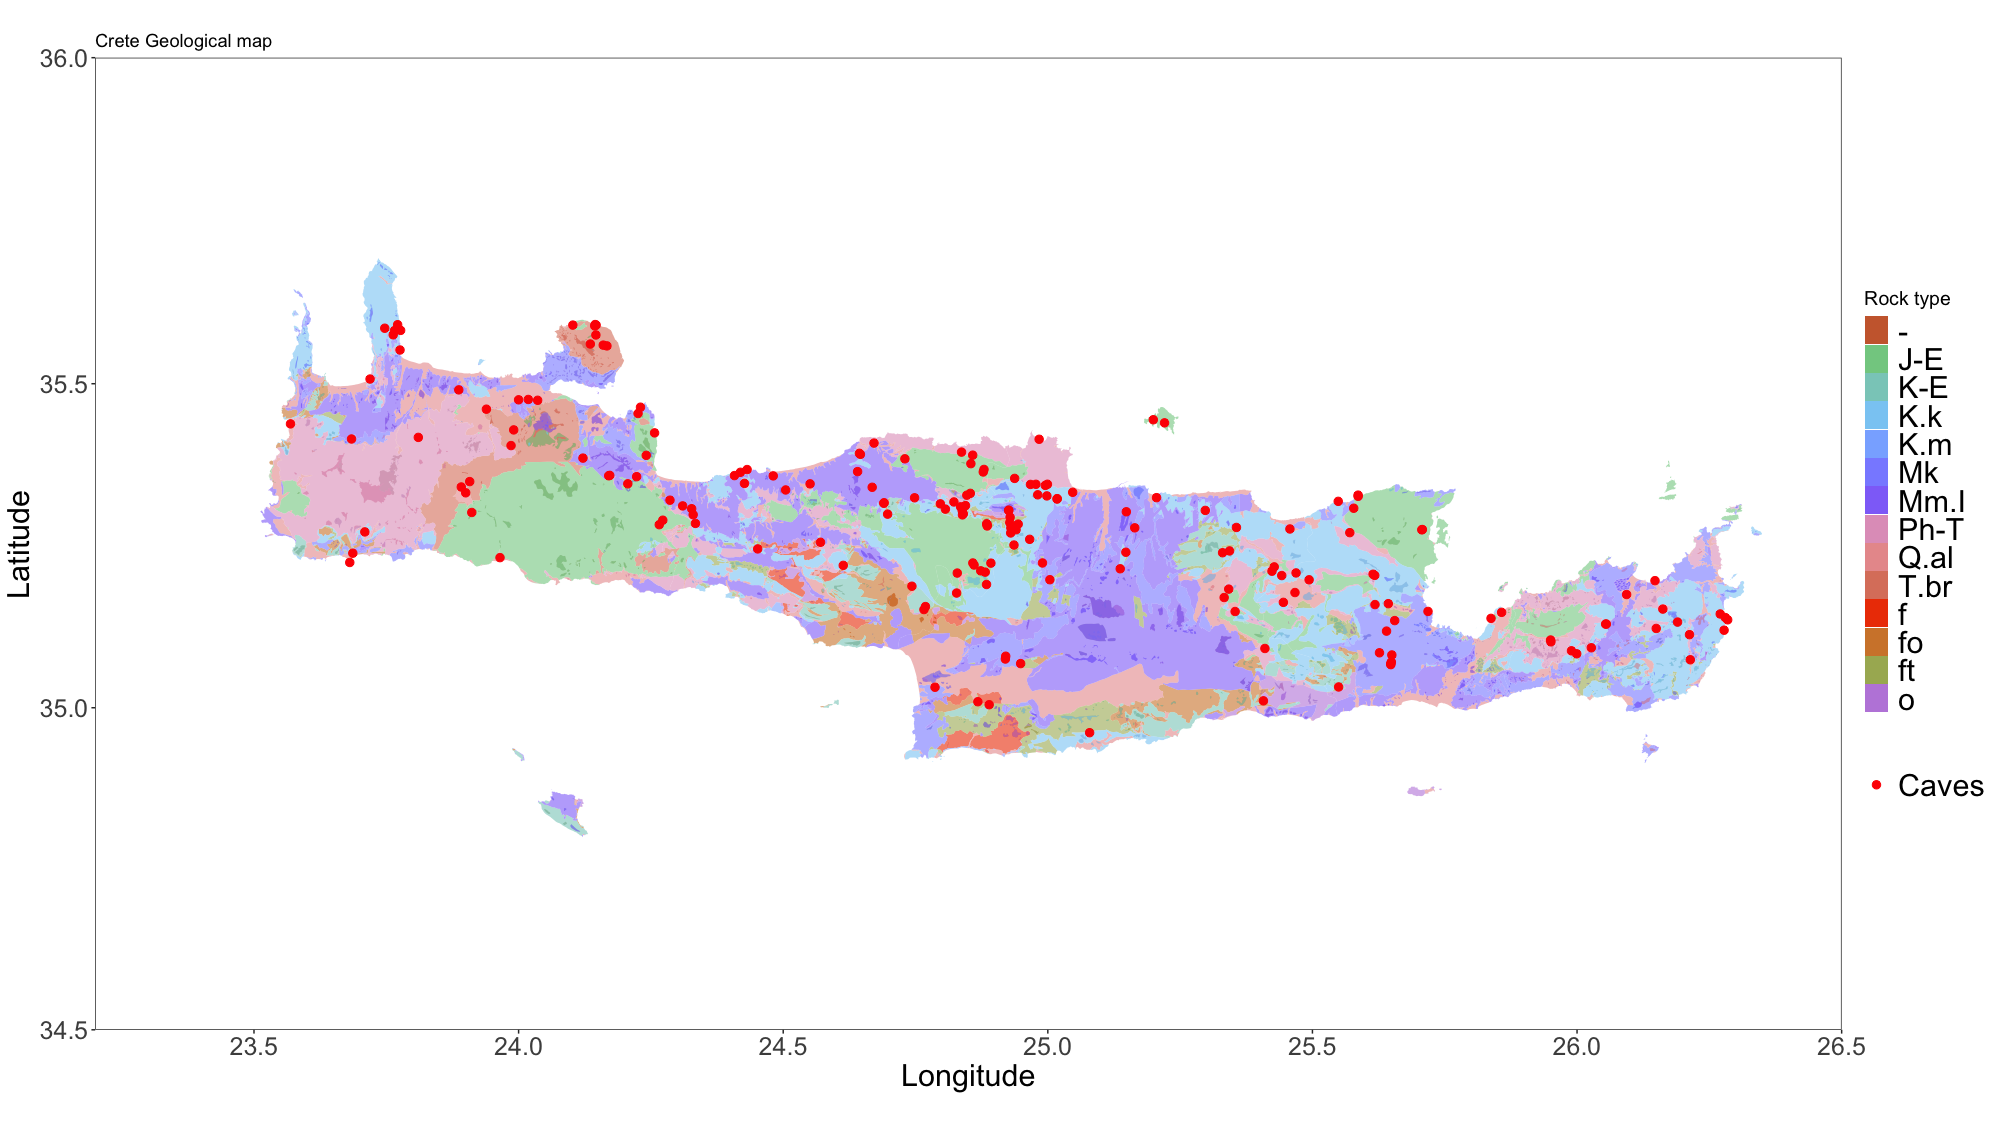 Crete Geological map
36.0
35.5
35.0
34.5
Latitude
23.5
24.0
24.5
25.0
25.5
26.0
26.5
Longitude
Rock type
-
J-E
K-E
K.k
K.m
Mk
Mm.I
Ph-T
Q.al
T.br
f
fo
ft
o
Caves